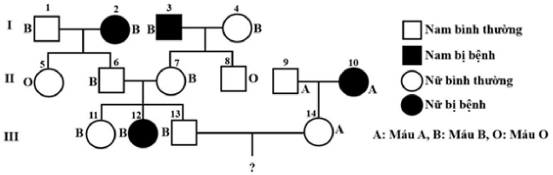 I
1
2
3
4
B
B
B
B
Nam bình thường
Nam bị bệnh
II
5
6
7
8
9
10
O
B
B
O
A
A
Nữ bình thường
Nữ bị bệnh
III
11
12
13
14
B
B
B
A
A: Máu A, B: Máu B, O: Máu O
?